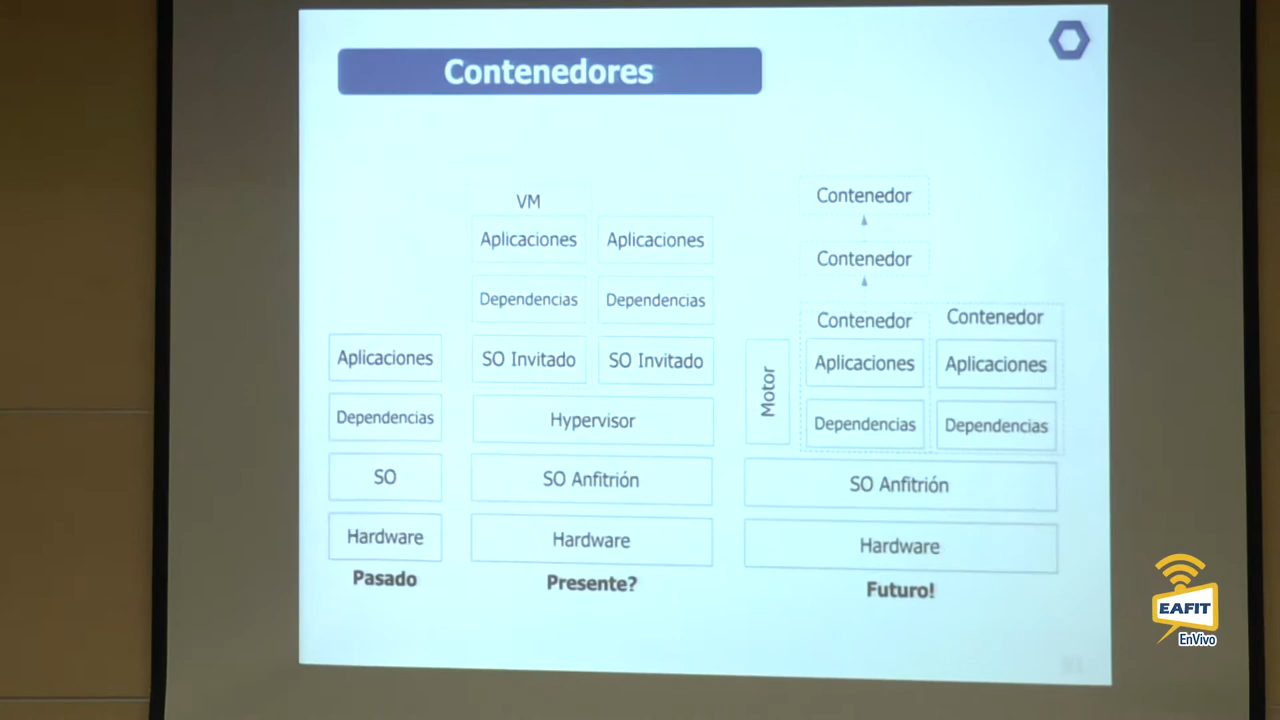 Contenedores
VM
Aplicaciones Aplicaciones
Dependencias Dependencias
SO Invitado SO Invitado
Hypervisor
SO Anfitrión
Hardware
Presente?
Aplicaciones
Dependencias
SO
Hardware
Pasado
Contenedor
Contenedor
Contenedor Contenedor
Motor
Aplicaciones Aplicaciones
Dependencias Dependencias
SO Anfitrión
Hardware
Futuro!
EAFIT
EnVivo